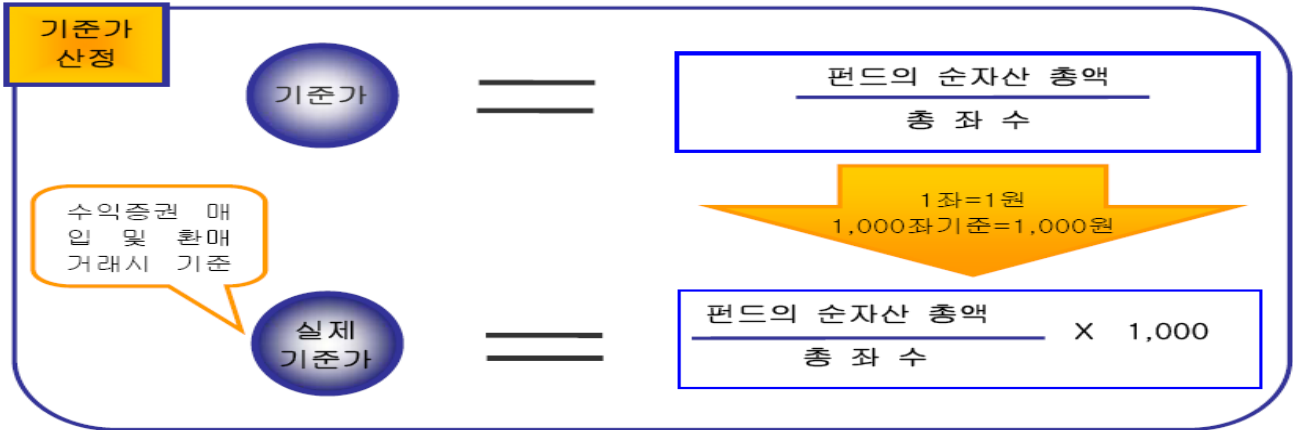 기준가
산정
기준가
펀드의 순자산 총액
총 좌 수
1좌=1원
1,000좌기준=1,000원
수익증권 매
입 및 환매
거래시 기준
실제
기준가
펀드의 순자산 총액
총 좌 수
X 1,000